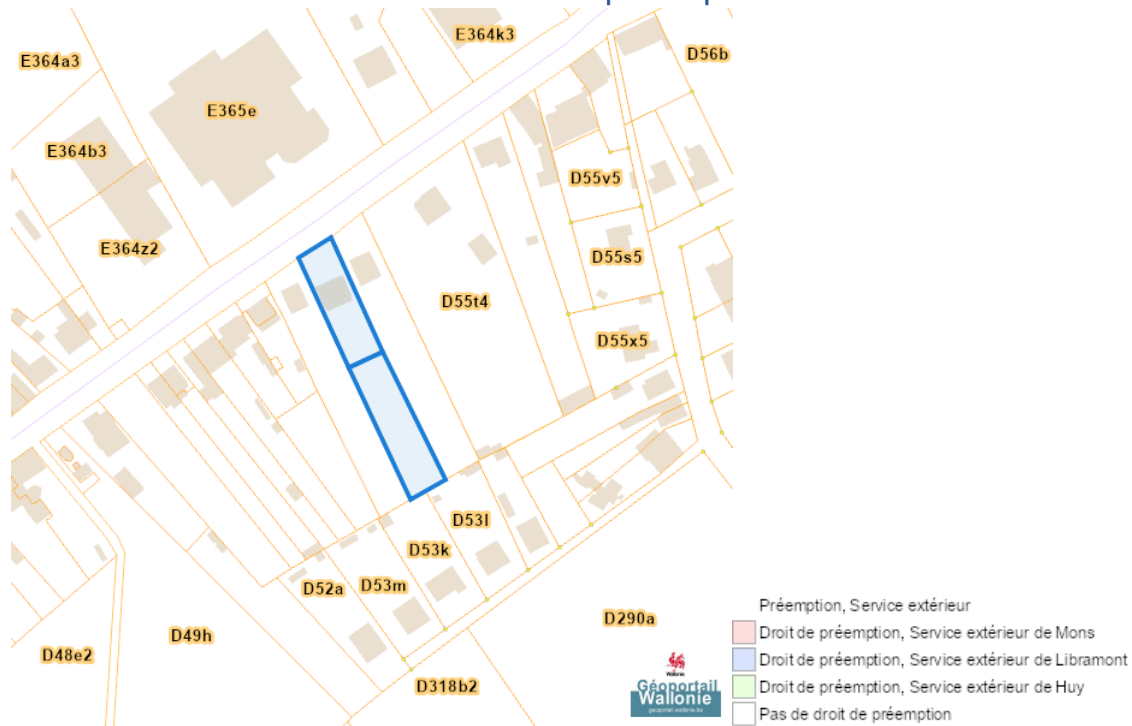 E364k3
E364a3
D56b
E365e
E364b3
D55v5
E364z2
D55s5
D55t4
D55x5
D53l
D53k
D52a
D53m
D49h
D290a
D48e2
D318b2
Wallonie
Géoportail
Wallonie
geoportail.wallonie.be
Préemption, Service extérieur
Droit de préemption, Service extérieur de Mons
Droit de préemption, Service extérieur de Libramont
Droit de préemption, Service extérieur de Huy
Pas de droit de préemption